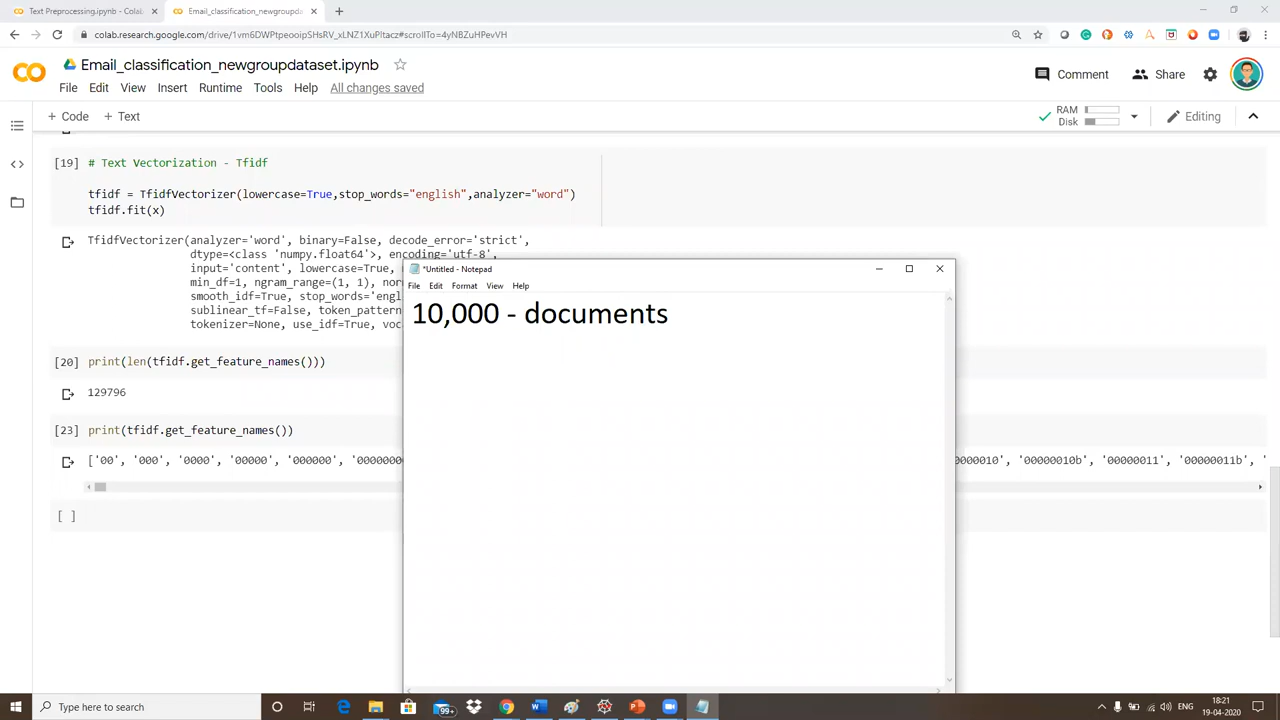 Text Preprocessing.ipynb - Colab
Email_classification_newgroupda
colab.research.google.com/drive/1vm6DWPtpeooipSHsRV_xLNZ1XuPltacz#scrollTo=4yNBZuHPevVH
Email_classification_newgroupdataset.ipynb
Comment
Share
File Edit View Insert Runtime Tools Help All changes saved
+ Code + Text
RAM
Disk
Editing
[19] # Text Vectorization - Tfidf
tfidf = TfidfVectorizer(lowercase=True,stop_words="english",analyzer="word")
tfidf.fit(x)
TfidfVectorizer(analyzer='word', binary=False, decode_error='strict',
dtype=<class 'numpy.float64'>, encoding='utf-8',
input='content', lowercase=True,
min_df=1, ngram_range=(1, 1),
smooth_idf=True, stop_words='engl
sublinear_tf=False, token_pattern
tokenizer=None, use_idf=True, voc
*Untitled - Notepad
File Edit Format View Help
10,000 - documents
[20] print(len(tfidf.get_feature_names()))
129796
[23] print(tfidf.get_feature_names())
['00', '000', '0000', '00000', '000000', '00000000
0000010', '00000010b', '00000011', '00000011b', '
[ ]
Type here to search
99+
18:21
ENG
19-04-2020